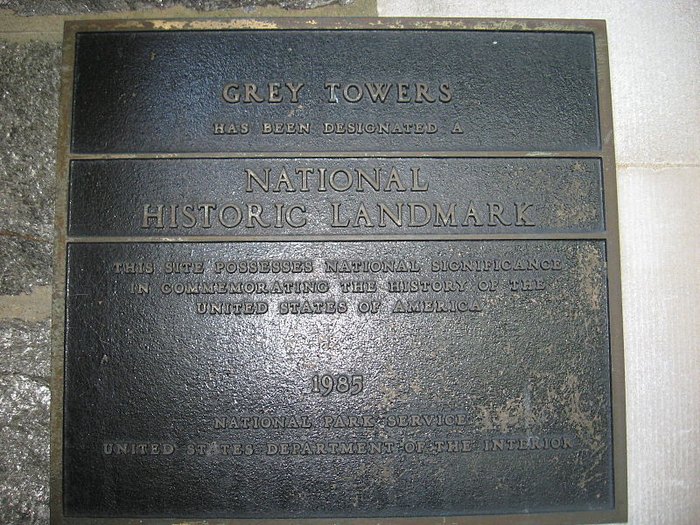 GREY TOWERS
HAS BEEN DESIGNATED A
NATIONAL
HISTORIC LANDMARK
THIS SITE POSSESSES NATIONAL SIGNIFICANCE
IN COMMEMORATING THE HISTORY OF THE
UNITED STATES OF AMERICA
1985
NATIONAL PARK SERVICE
UNITED STATES DEPARTMENT OF THE INTERIOR